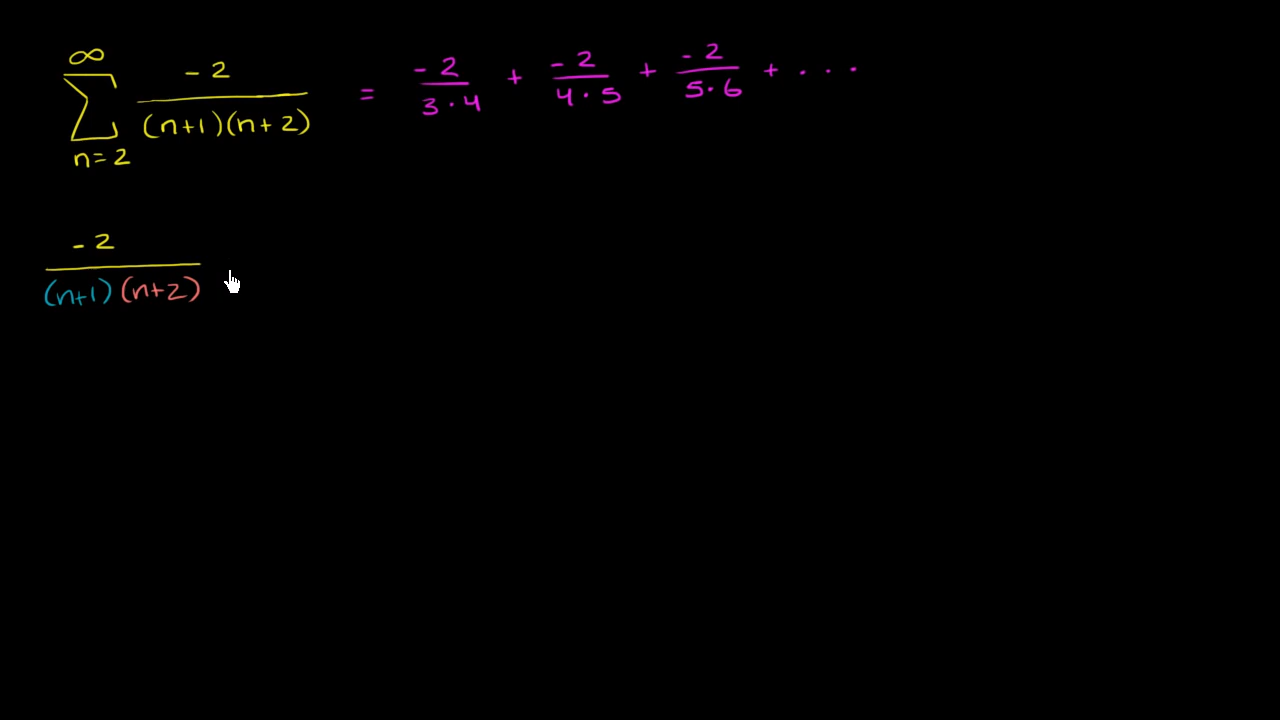 ∞
∑ -2 / (n+1)(n+2) = -2 / 3·4 + -2 / 4·5 + -2 / 5·6 + ...
n=2
-2
(n+1)(n+2)